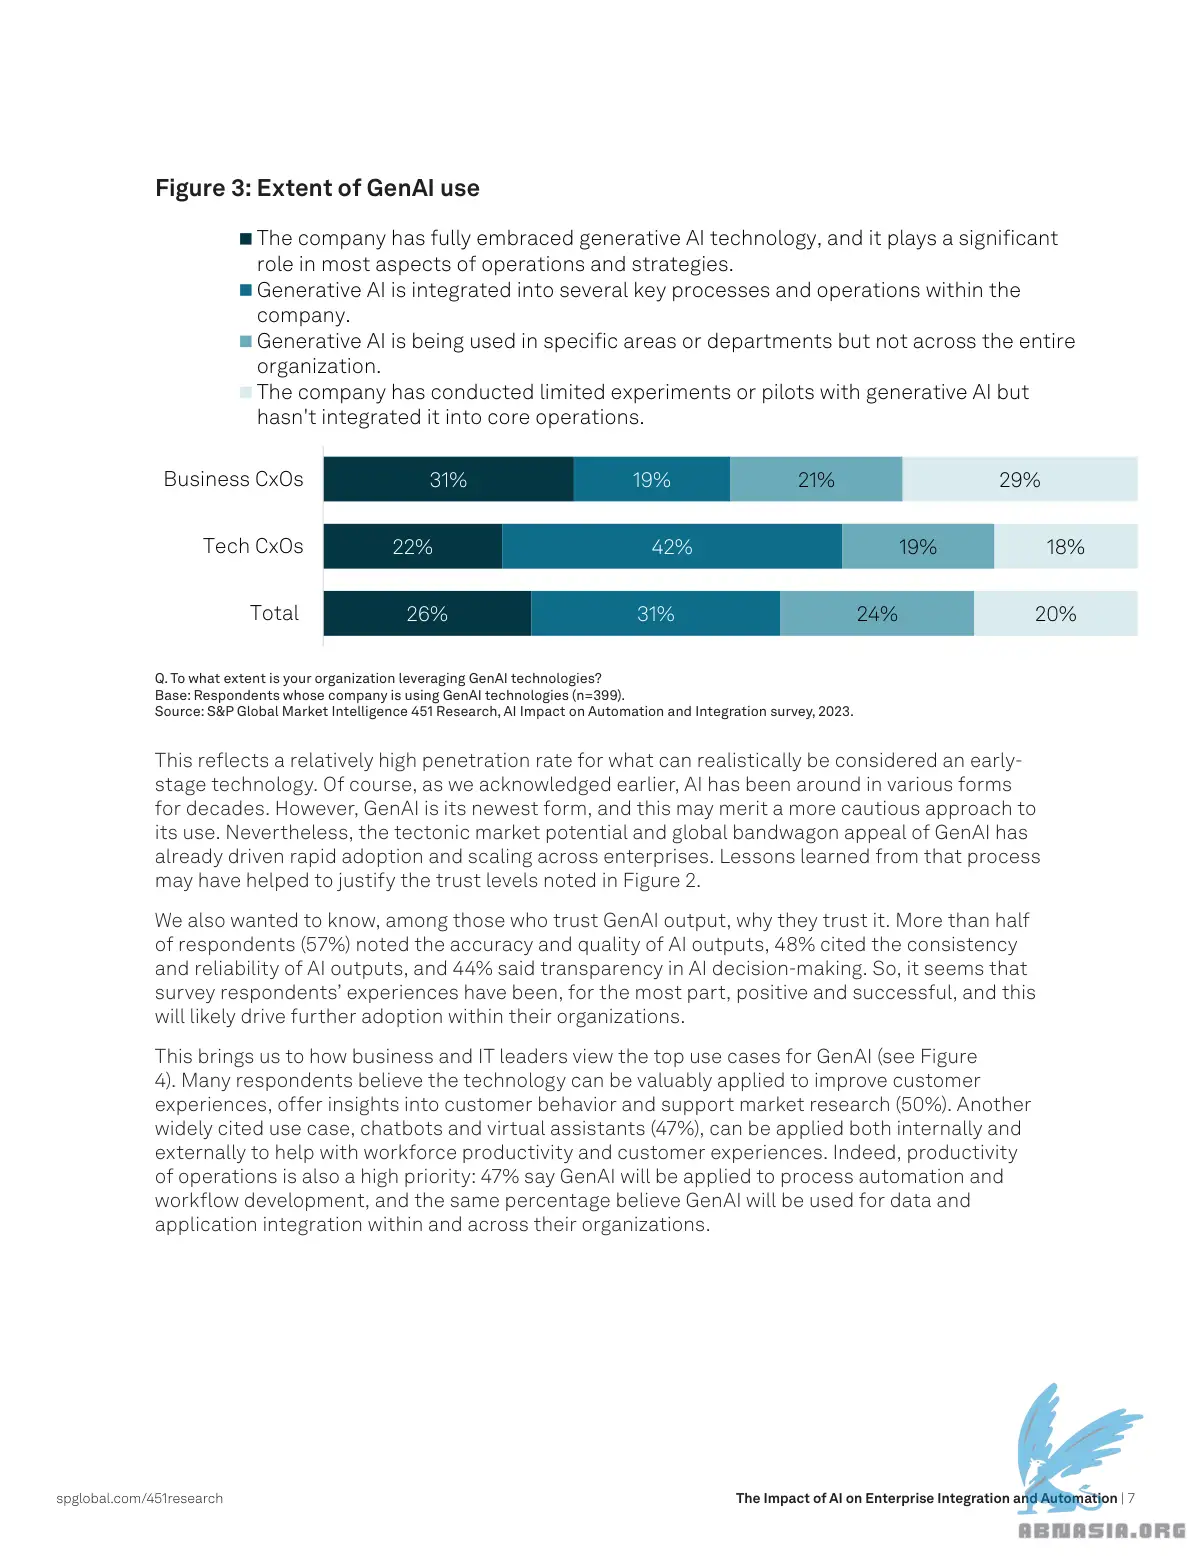 Figure 3: Extent of GenAI use
The company has fully embraced generative AI technology, and it plays a significant
role in most aspects of operations and strategies.
Generative AI is integrated into several key processes and operations within the
company.
Generative AI is being used in specific areas or departments but not across the entire
organization.
The company has conducted limited experiments or pilots with generative AI but
hasn't integrated it into core operations.
Business CxOs 31% 19% 21% 29%
Tech CxOs 22% 42% 19% 18%
Total 26% 31% 24% 20%
Q. To what extent is your organization leveraging GenAI technologies?
Base: Respondents whose company is using GenAI technologies (n=399).
Source: S&P Global Market Intelligence 451 Research, AI Impact on Automation and Integration survey, 2023.
This reflects a relatively high penetration rate for what can realistically be considered an early-
stage technology. Of course, as we acknowledged earlier, AI has been around in various forms
for decades. However, GenAI is its newest form, and this may merit a more cautious approach to
its use. Nevertheless, the tectonic market potential and global bandwagon appeal of GenAI has
already driven rapid adoption and scaling across enterprises. Lessons learned from that process
may have helped to justify the trust levels noted in Figure 2.
We also wanted to know, among those who trust GenAI output, why they trust it. More than half
of respondents (57%) noted the accuracy and quality of AI outputs, 48% cited the consistency
and reliability of AI outputs, and 44% said transparency in AI decision-making. So, it seems that
survey respondents’ experiences have been, for the most part, positive and successful, and this
will likely drive further adoption within their organizations.
This brings us to how business and IT leaders view the top use cases for GenAI (see Figure
4). Many respondents believe the technology can be valuably applied to improve customer
experiences, offer insights into customer behavior and support market research (50%). Another
widely cited use case, chatbots and virtual assistants (47%), can be applied both internally and
externally to help with workforce productivity and customer experiences. Indeed, productivity
of operations is also a high priority: 47% say GenAI will be applied to process automation and
workflow development, and the same percentage believe GenAI will be used for data and
application integration within and across their organizations.
spglobal.com/451research
The Impact of AI on Enterprise Integration and Automation | 7
ABNASIA.ORG